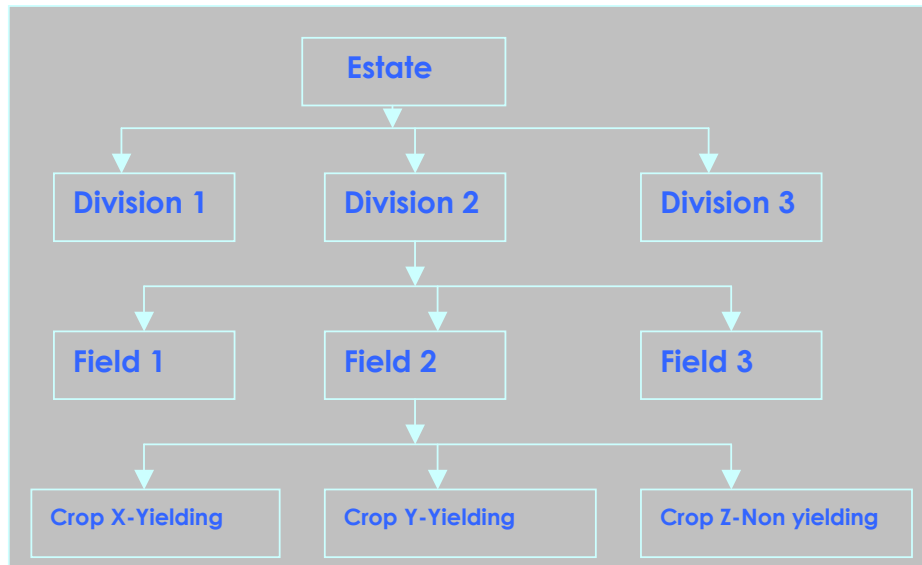 Estate
Division 1
Division 2
Division 3
Field 1
Field 2
Field 3
Crop X-Yielding
Crop Y-Yielding
Crop Z-Non yielding